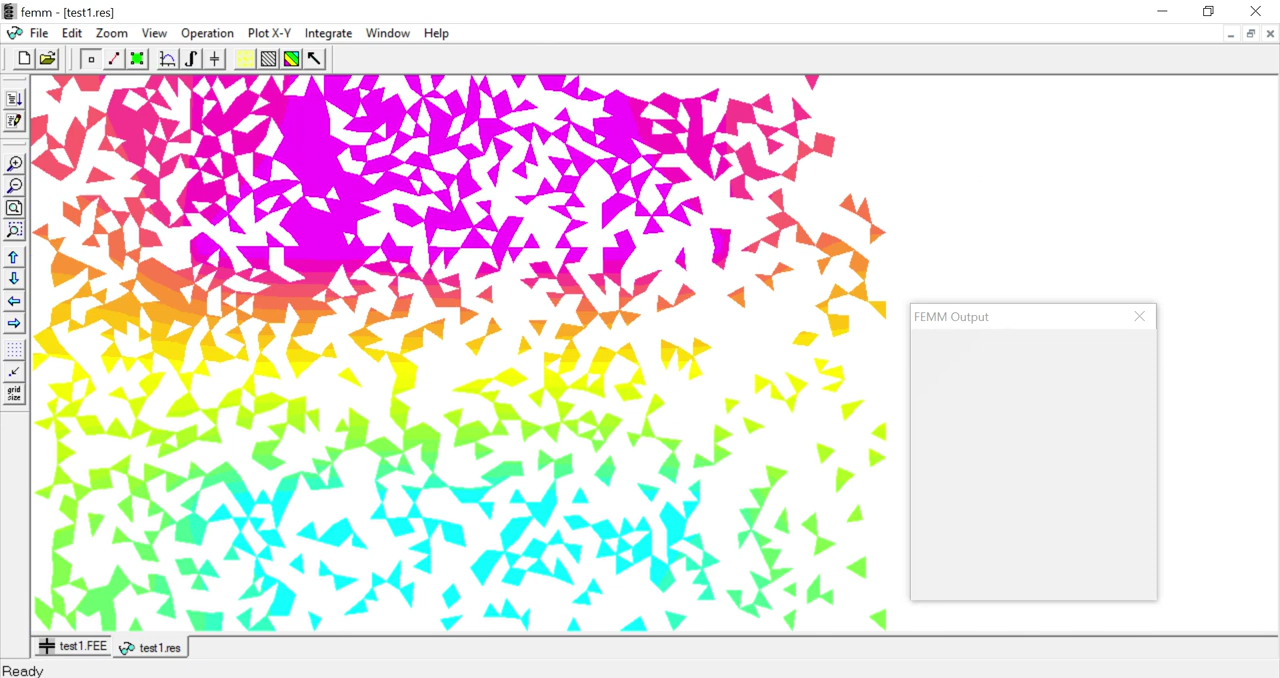 femm - [test1.res]
File Edit Zoom View Operation Plot X-Y Integrate Window Help
grid
size
FEMM Output
test1.FEE test1.res
Ready